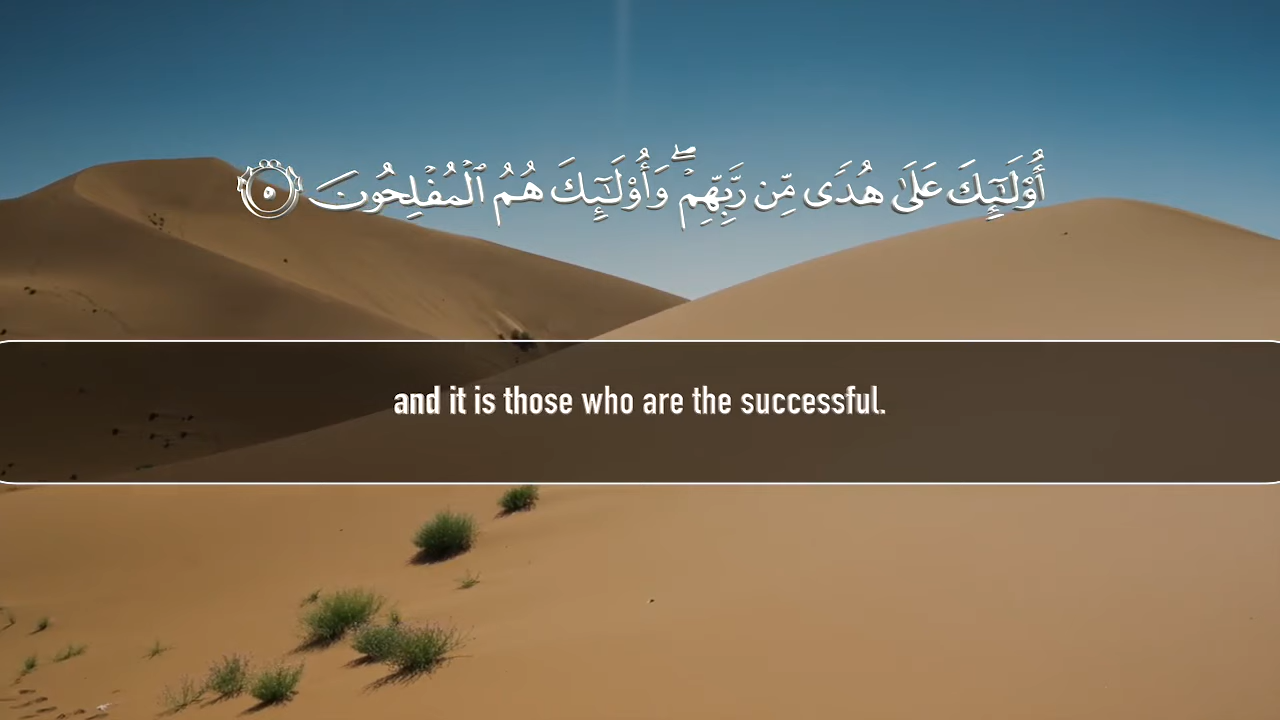 أُو۟لَـٰٓئِكَ عَلَىٰ هُدًى مِّن رَّبِّهِمْ ۖ وَأُو۟لَـٰٓئِكَ هُمُ ٱلْمُفْلِحُونَ ۝٥
and it is those who are the successful.